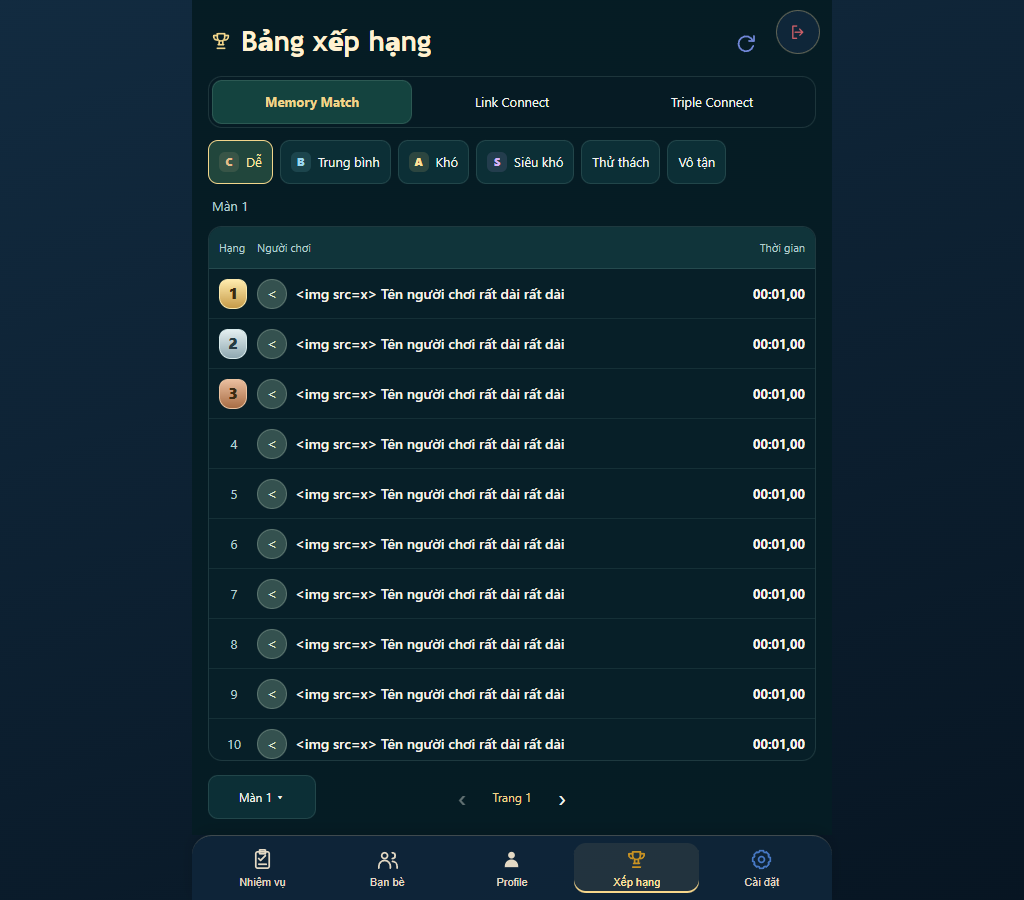 Bảng xếp hạng
Memory Match Link Connect Triple Connect
C Dễ B Trung bình A Khó S Siêu khó Thử thách Vô tận
Màn 1
Hạng Người chơi Thời gian
1 < <img src=x> Tên người chơi rất dài rất dài 00:01,00
2 < <img src=x> Tên người chơi rất dài rất dài 00:01,00
3 < <img src=x> Tên người chơi rất dài rất dài 00:01,00
4 < <img src=x> Tên người chơi rất dài rất dài 00:01,00
5 < <img src=x> Tên người chơi rất dài rất dài 00:01,00
6 < <img src=x> Tên người chơi rất dài rất dài 00:01,00
7 < <img src=x> Tên người chơi rất dài rất dài 00:01,00
8 < <img src=x> Tên người chơi rất dài rất dài 00:01,00
9 < <img src=x> Tên người chơi rất dài rất dài 00:01,00
10 < <img src=x> Tên người chơi rất dài rất dài 00:01,00
Màn 1 ‹ Trang 1 ›
Nhiệm vụ Bạn bè Profile Xếp hạng Cài đặt